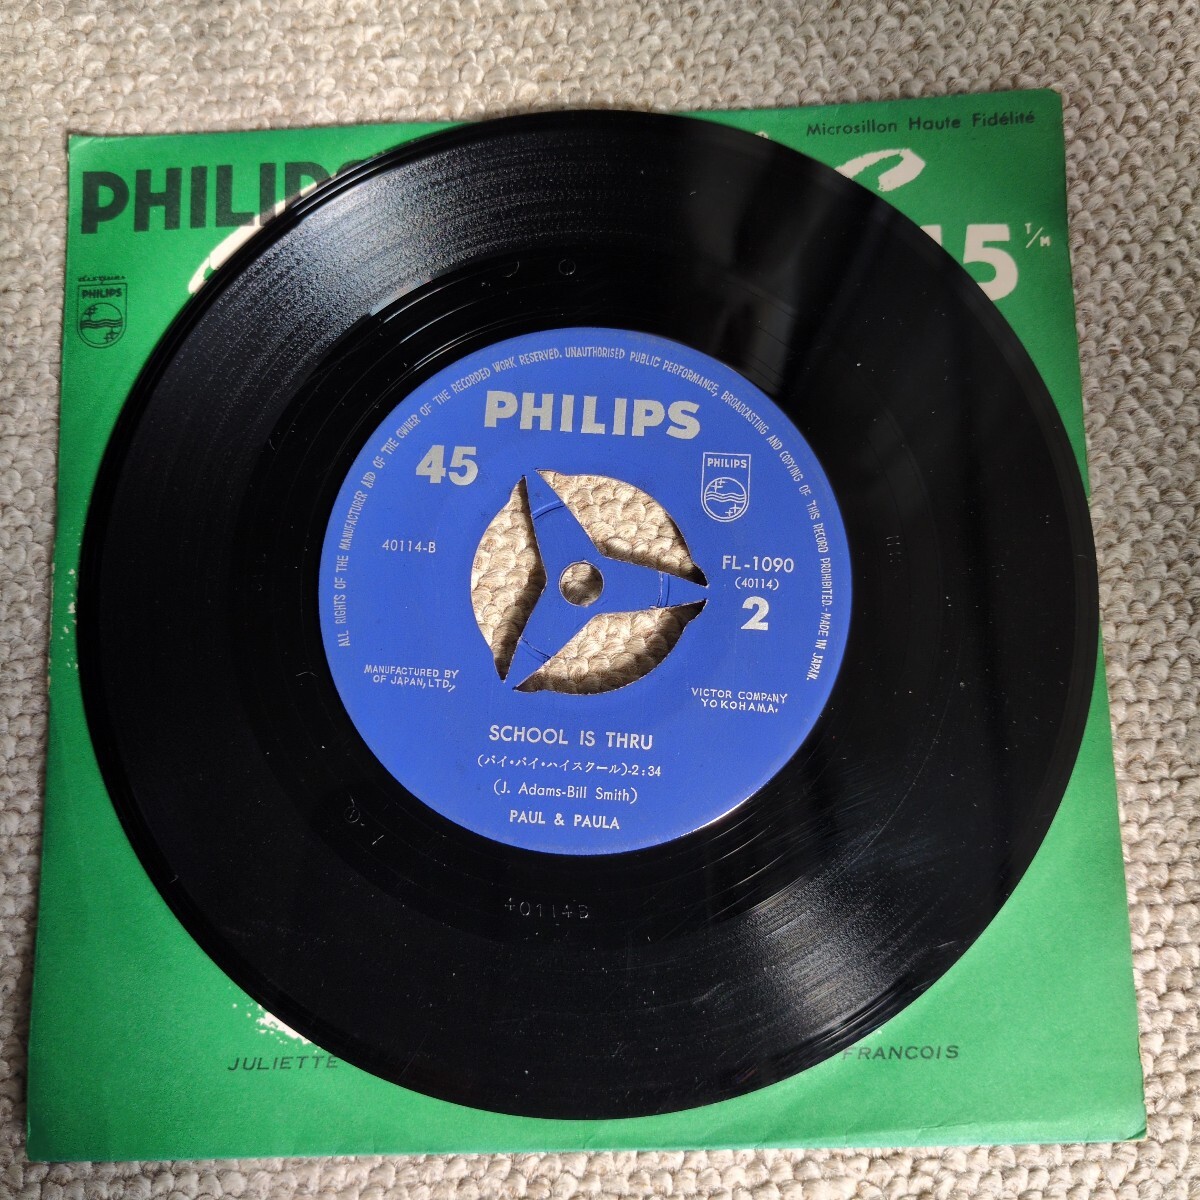 Microsillon Haute Fidélité
PHILIPS
45 T/M
disques
PHILIPS
ALL RIGHTS OF THE MANUFACTURER AND OF THE OWNER OF THE RECORDED WORK RESERVED. UNAUTHORISED PUBLIC PERFORMANCE, BROADCASTING AND COPYING OF THIS RECORD PROHIBITED.-MADE IN JAPAN.
PHILIPS
45
PHILIPS
40114-B
FL-1090
(40114)
2
MANUFACTURED BY VICTOR COMPANY
OF JAPAN, LTD., YOKOHAMA.
SCHOOL IS THRU
(バイ・バイ・ハイスクール)-2:34
(J. Adams-Bill Smith)
PAUL & PAULA
40114B
JULIETTE
FRANCOIS